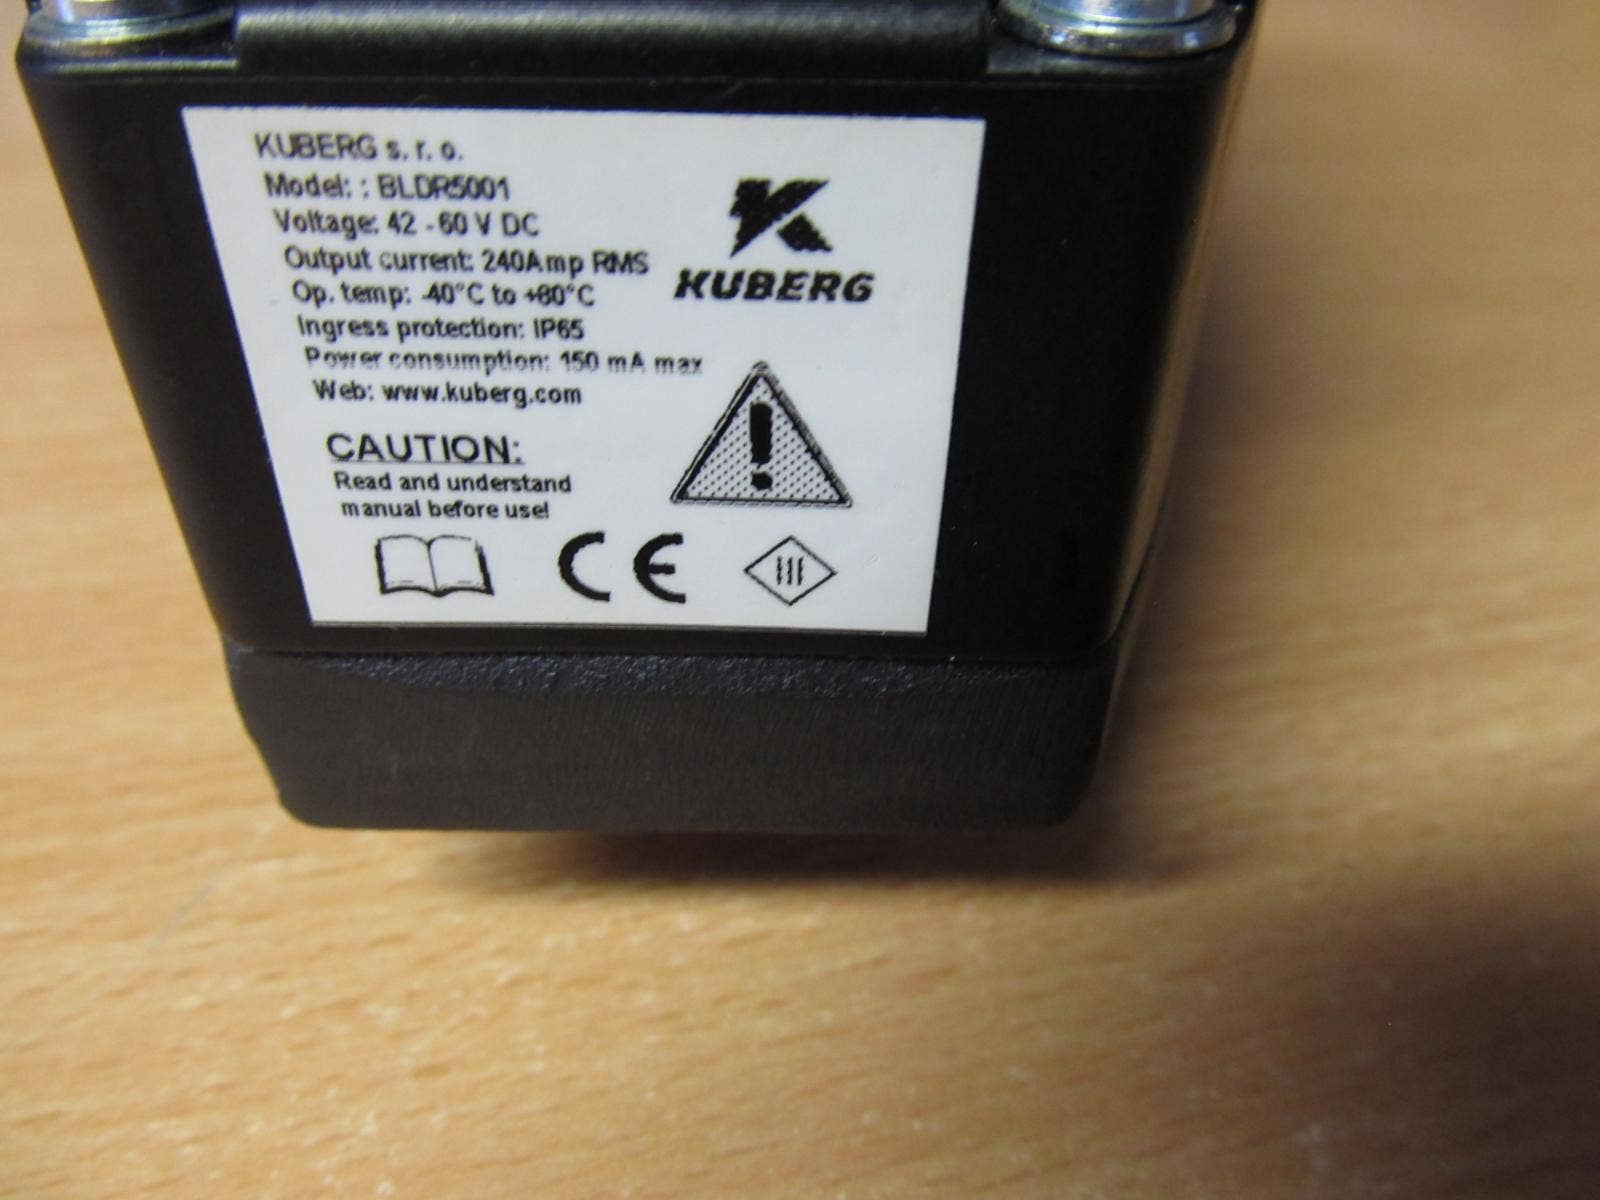 KUBERG s. r. o.
Model: : BLDR5001
Voltage: 42 - 60 V DC
Output current: 240Amp RMS
Op. temp: -40°C to +80°C
Ingress protection: IP65
Power consumption: 150 mA max
Web: www.kuberg.com
KUBERG
CAUTION:
Read and understand
manual before use!
CE